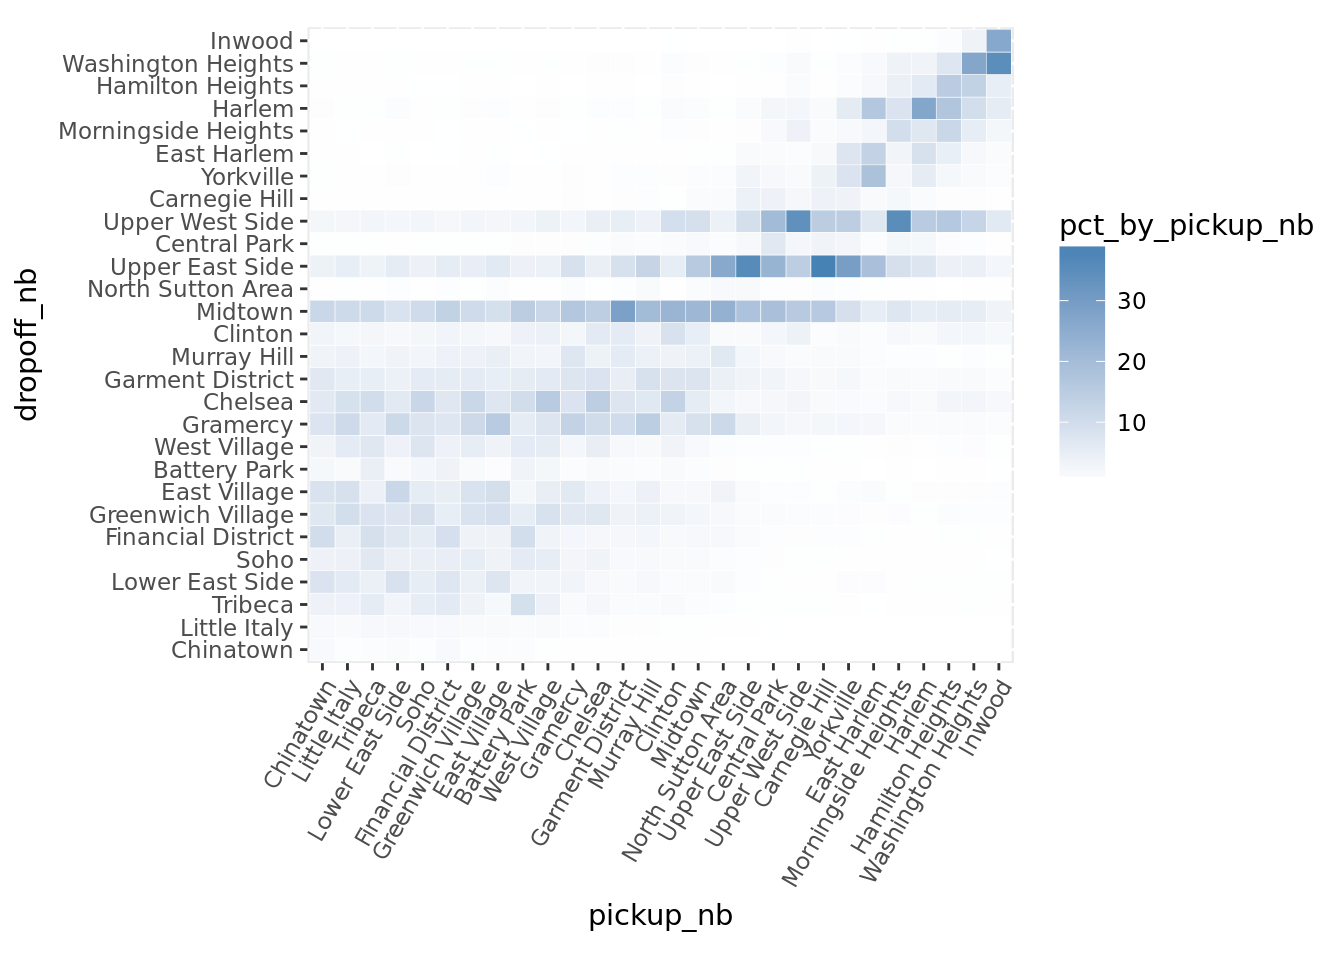 Inwood
Washington Heights
Hamilton Heights
Harlem
Morningside Heights
East Harlem
Yorkville
Carnegie Hill
Upper West Side
Central Park
Upper East Side
North Sutton Area
Midtown
Clinton
Murray Hill
Garment District
Chelsea
Gramercy
West Village
Battery Park
East Village
Greenwich Village
Financial District
Soho
Lower East Side
Tribeca
Little Italy
Chinatown
dropoff_nb
Chinatown
Little Italy
Tribeca
Lower East Side
Soho
Financial District
Greenwich Village
East Village
Battery Park
West Village
Gramercy
Chelsea
Garment District
Murray Hill
Clinton
Midtown
North Sutton Area
Upper East Side
Central Park
Upper West Side
Carnegie Hill
Yorkville
East Harlem
Morningside Heights
Harlem
Hamilton Heights
Washington Heights
Inwood
pickup_nb
pct_by_pickup_nb
30
20
10